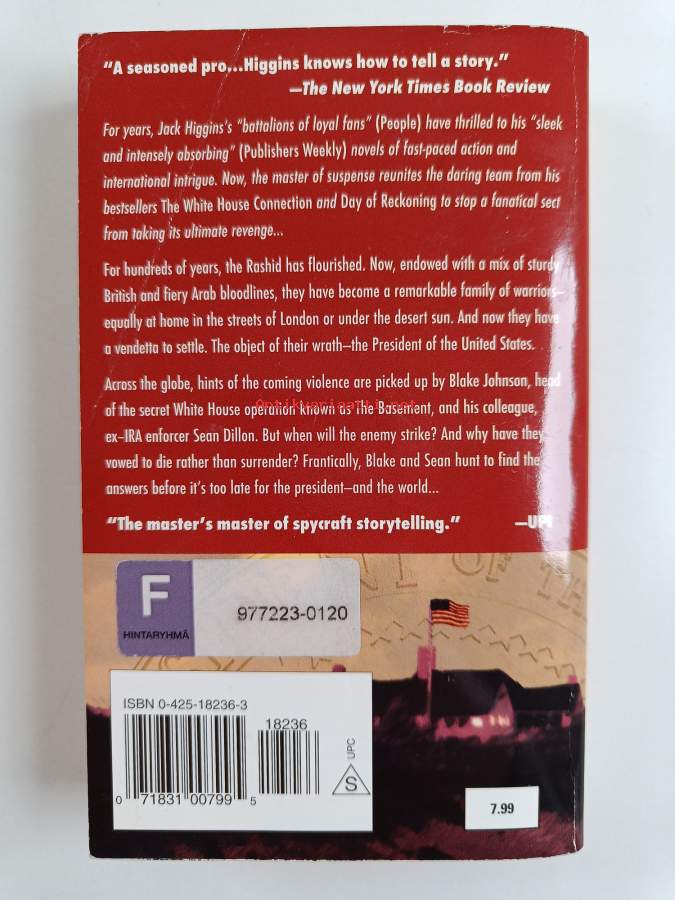 "A seasoned pro...Higgins knows how to tell a story."
—The New York Times Book Review
For years, Jack Higgins's "battalions of loyal fans" (People) have thrilled to his "sleek
and intensely absorbing" (Publishers Weekly) novels of fast-paced action and
international intrigue. Now, the master of suspense reunites the daring team from his
bestsellers The White House Connection and Day of Reckoning to stop a fanatical sect
from taking its ultimate revenge...
For hundreds of years, the Rashid has flourished. Now, endowed with a mix of sturdy
British and fiery Arab bloodlines, they have become a remarkable family of warriors—
equally at home in the streets of London or under the desert sun. And now they have
a vendetta to settle. The object of their wrath—the President of the United States.
Across the globe, hints of the coming violence are picked up by Blake Johnson, head
Antikvariaatti.net
of the secret White House operation known as The Basement, and his colleague,
ex–IRA enforcer Sean Dillon. But when will the enemy strike? And why have they
vowed to die rather than surrender? Frantically, Blake and Sean hunt to find the
answers before it's too late for the president—and the world...
"The master's master of spycraft storytelling." —UPI
OF TH
F
HINTARYHMÄ
977223-0120
ISBN 0-425-18236-3
18236
UPC
S
0 71831 00799 5
7.99